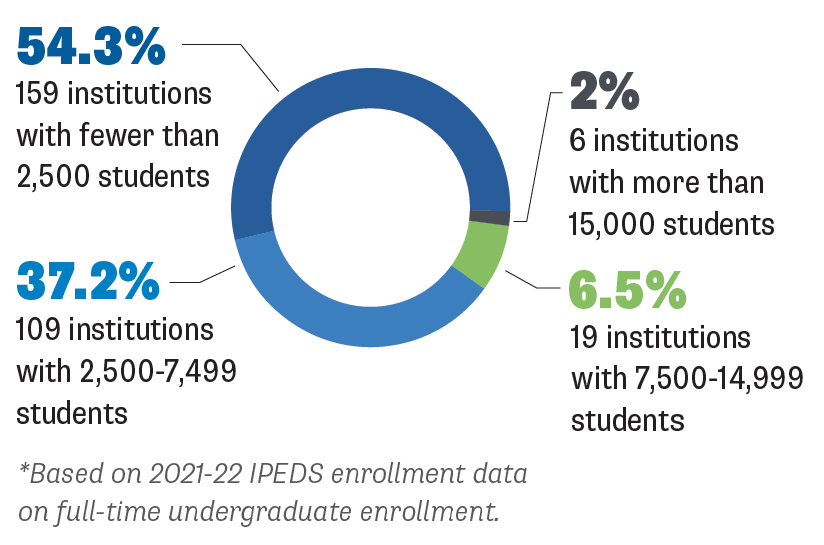 54.3%
159 institutions
with fewer than
2,500 students
37.2%
109 institutions
with 2,500-7,499
students
2%
6 institutions
with more than
15,000 students
6.5%
19 institutions
with 7,500-14,999
students
*Based on 2021-22 IPEDS enrollment data
on full-time undergraduate enrollment.